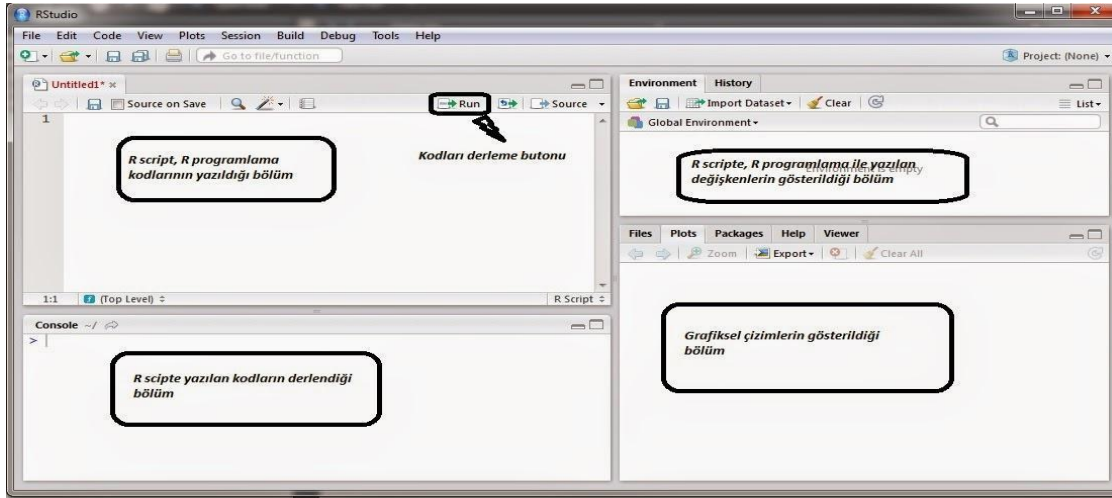 RStudio
File Edit Code View Plots Session Build Debug Tools Help
Go to file/function
Project: (None)
Untitled1* ×
Source on Save
Run
Source
1
R script, R programlama
kodlarının yazıldığı bölüm
Kodları derleme butonu
1:1
(Top Level)
R Script
Console ~/
>
R scipte yazılan kodların derlendiği
bölüm
Environment History
Import Dataset
Clear
List
Global Environment
R scripte, R programlama ile yazılan
Environment is empty
değişkenlerin gösterildiği bölüm
Files Plots Packages Help Viewer
Zoom
Export
Clear All
Grafiksel çizimlerin gösterildiği
bölüm